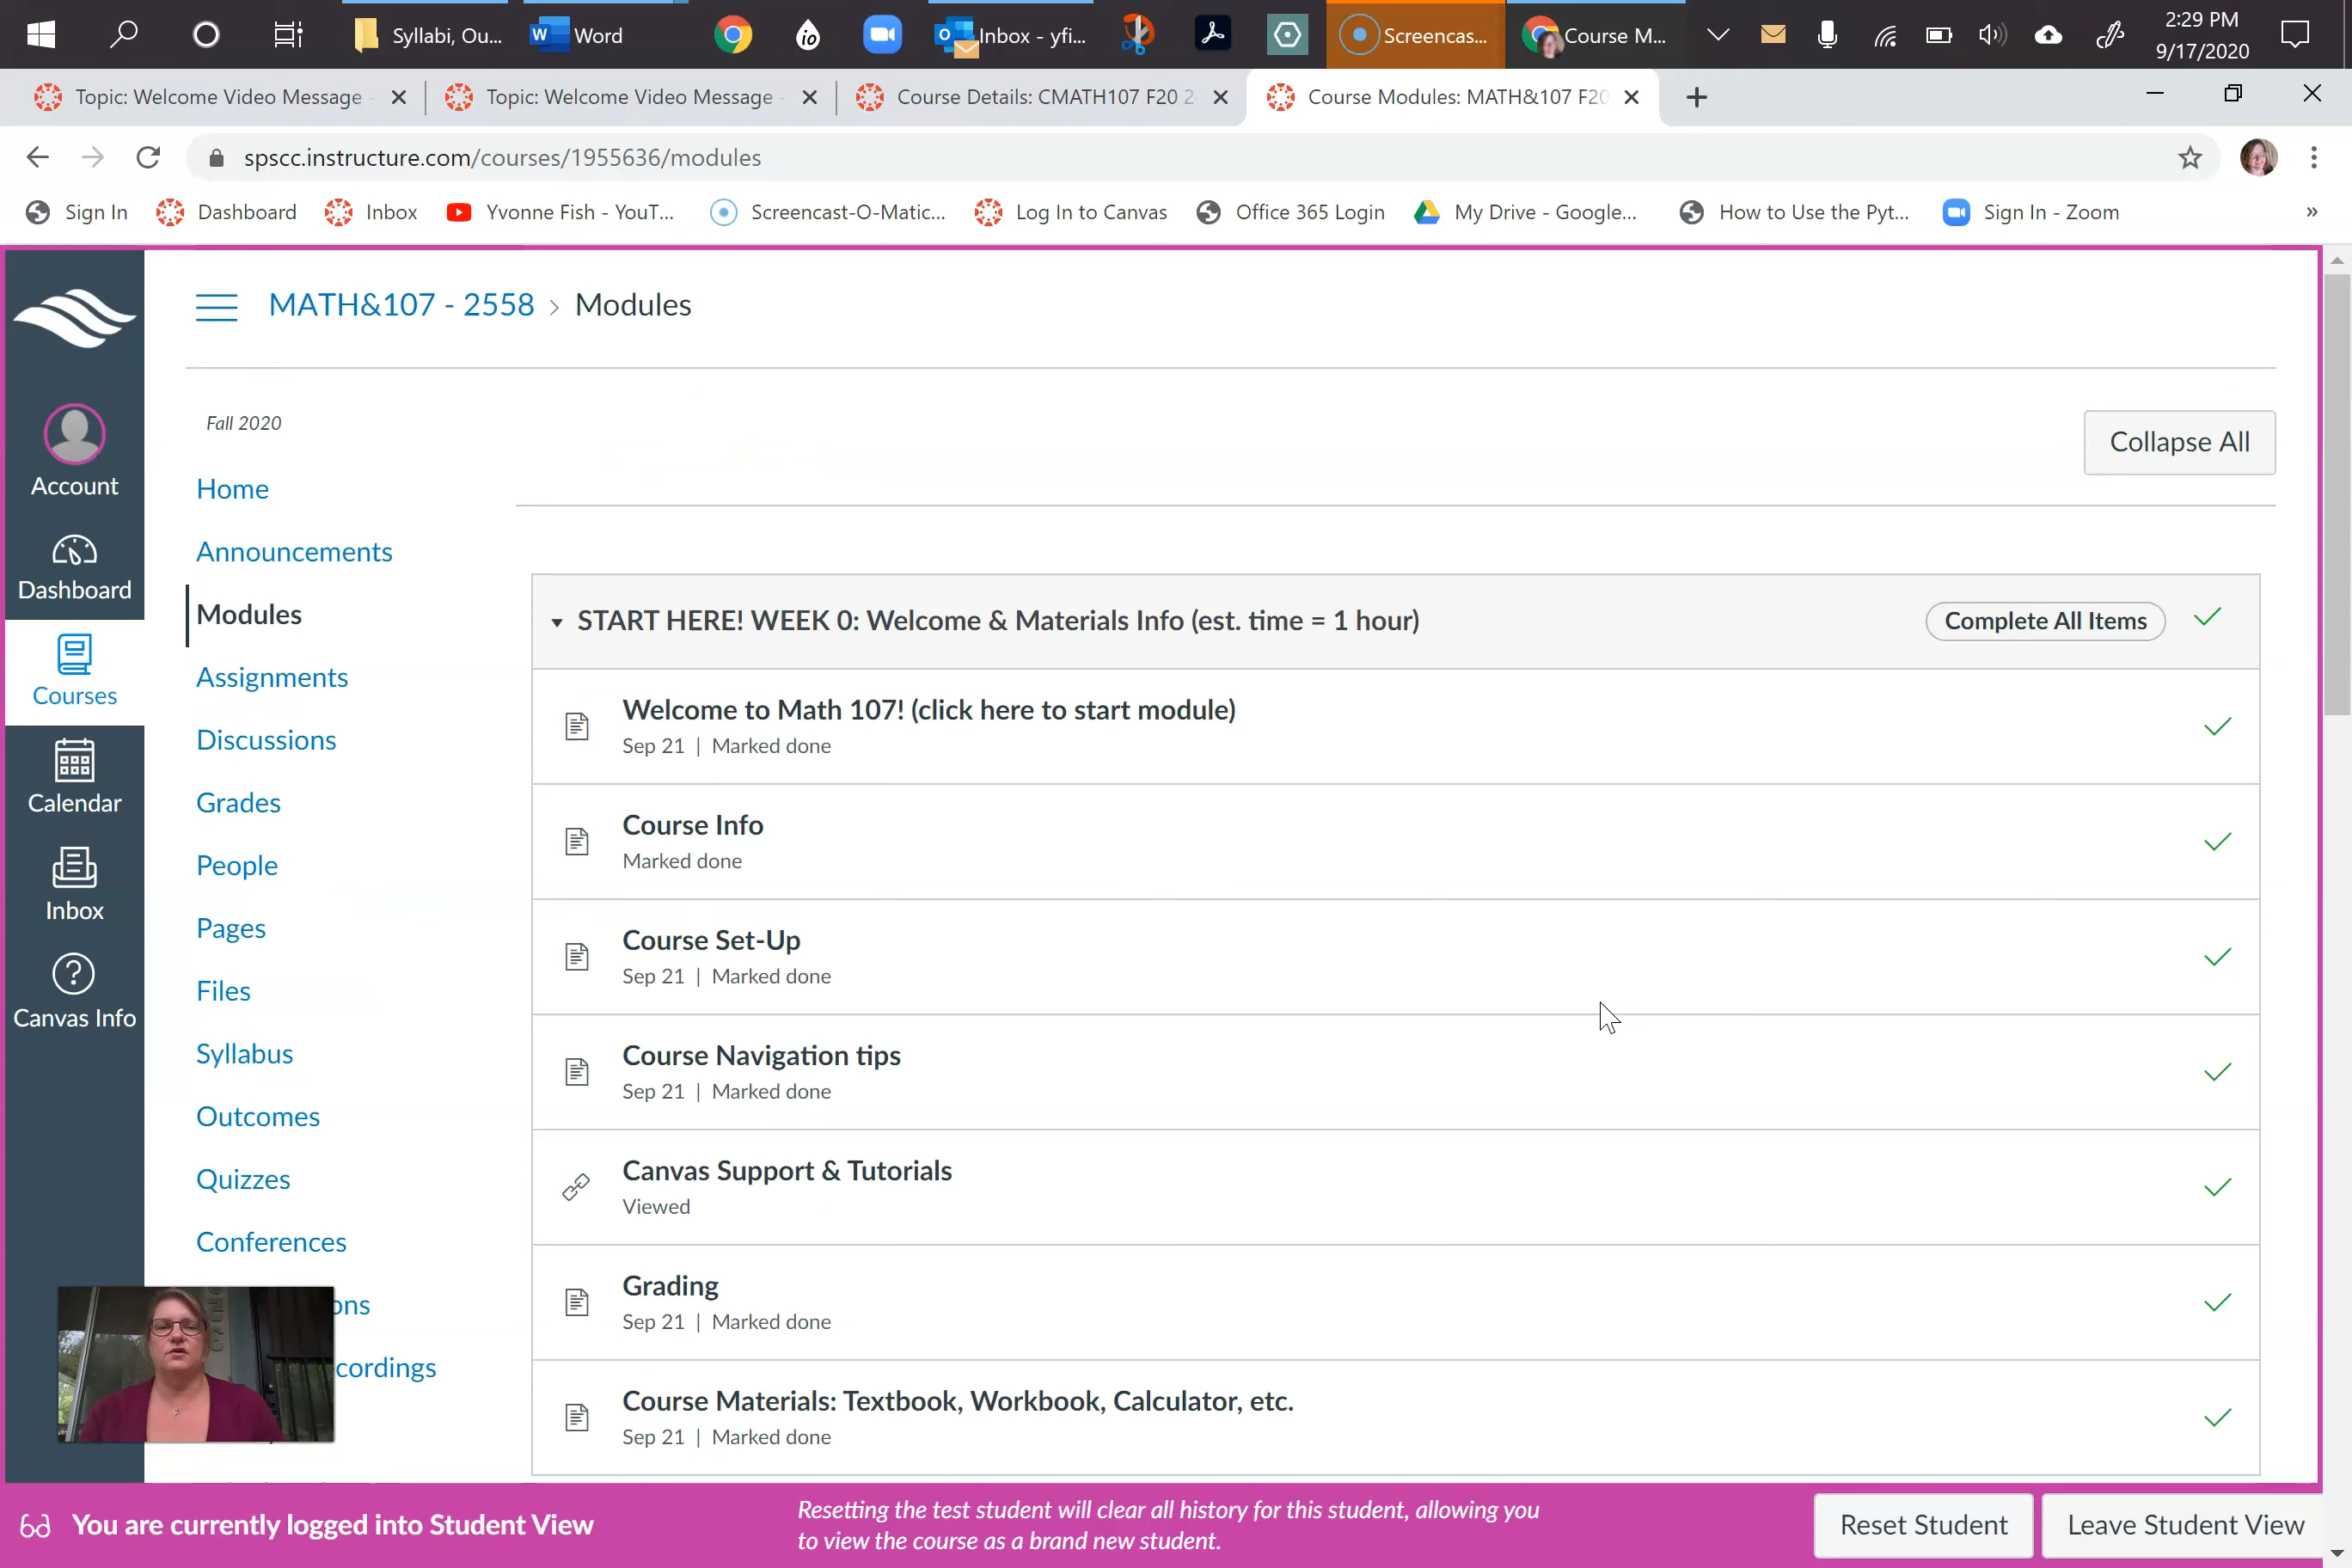 Syllabi, Ou...
Word
Inbox - yfi...
Screencas...
Course M...
2:29 PM
9/17/2020
Topic: Welcome Video Message
Topic: Welcome Video Message
Course Details: CMATH107 F20 2
Course Modules: MATH&107 F20
spscc.instructure.com/courses/1955636/modules
Sign In
Dashboard
Inbox
Yvonne Fish - YouT...
Screencast-O-Matic...
Log In to Canvas
Office 365 Login
My Drive - Google...
How to Use the Pyt...
Sign In - Zoom
»
MATH&107 - 2558 > Modules
Fall 2020
Collapse All
Account
Dashboard
Courses
Calendar
Inbox
Canvas Info
Home
Announcements
Modules
Assignments
Discussions
Grades
People
Pages
Files
Syllabus
Outcomes
Quizzes
Conferences
ons
cordings
START HERE! WEEK 0: Welcome & Materials Info (est. time = 1 hour)
Complete All Items
Welcome to Math 107! (click here to start module)
Sep 21 | Marked done
Course Info
Marked done
Course Set-Up
Sep 21 | Marked done
Course Navigation tips
Sep 21 | Marked done
Canvas Support & Tutorials
Viewed
Grading
Sep 21 | Marked done
Course Materials: Textbook, Workbook, Calculator, etc.
Sep 21 | Marked done
You are currently logged into Student View
Resetting the test student will clear all history for this student, allowing you
to view the course as a brand new student.
Reset Student
Leave Student View